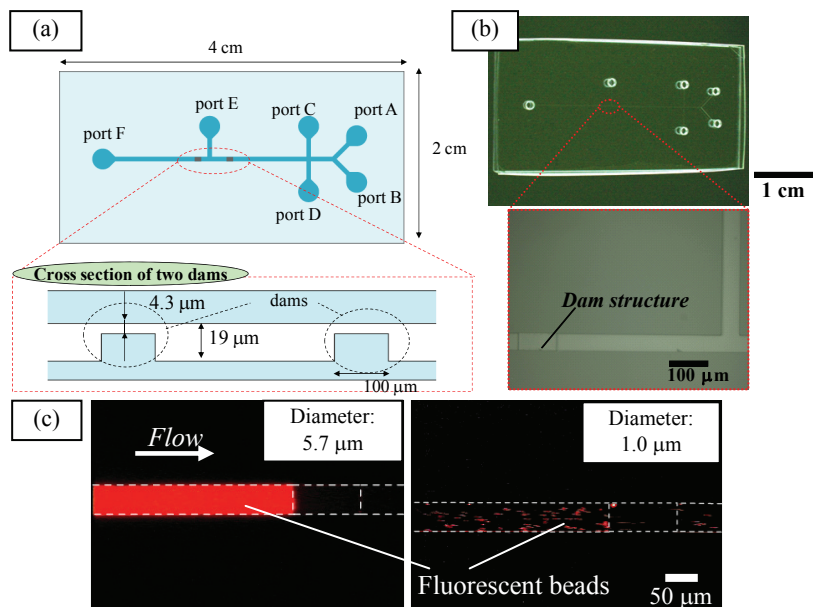 (a)
4 cm
port E
port C
port A
port F
2 cm
port B
port D
Cross section of two dams
4.3 μm
dams
19 μm
100 μm
(b)
1 cm
Dam structure
100 μm
(c)
Flow
Diameter:
5.7 μm
Diameter:
1.0 μm
Fluorescent beads
50 μm